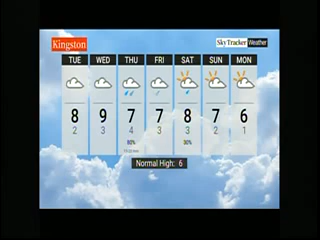 Kingston
SkyTracker Weather
TUE WED THU FRI SAT SUN MON
8 9 7 7 8 7 6
2 3 4 3 3 2 1
80%
Normal High: 6